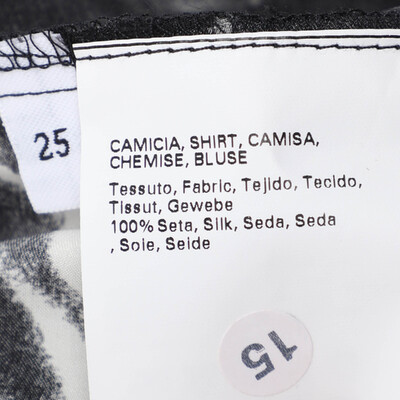 25
CAMICIA, SHIRT, CAMISA,
CHEMISE, BLUSE
Tessuto, Fabric, Tejido, Tecido,
Tissut, Gewebe
100% Seta, Silk, Seda, Seda
, Soie, Seide
15